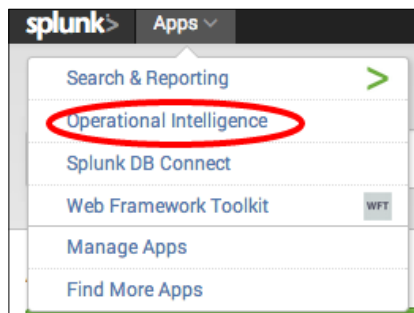 splunk> Apps
Search & Reporting >
Operational Intelligence
Splunk DB Connect
Web Framework Toolkit WFT
Manage Apps
Find More Apps